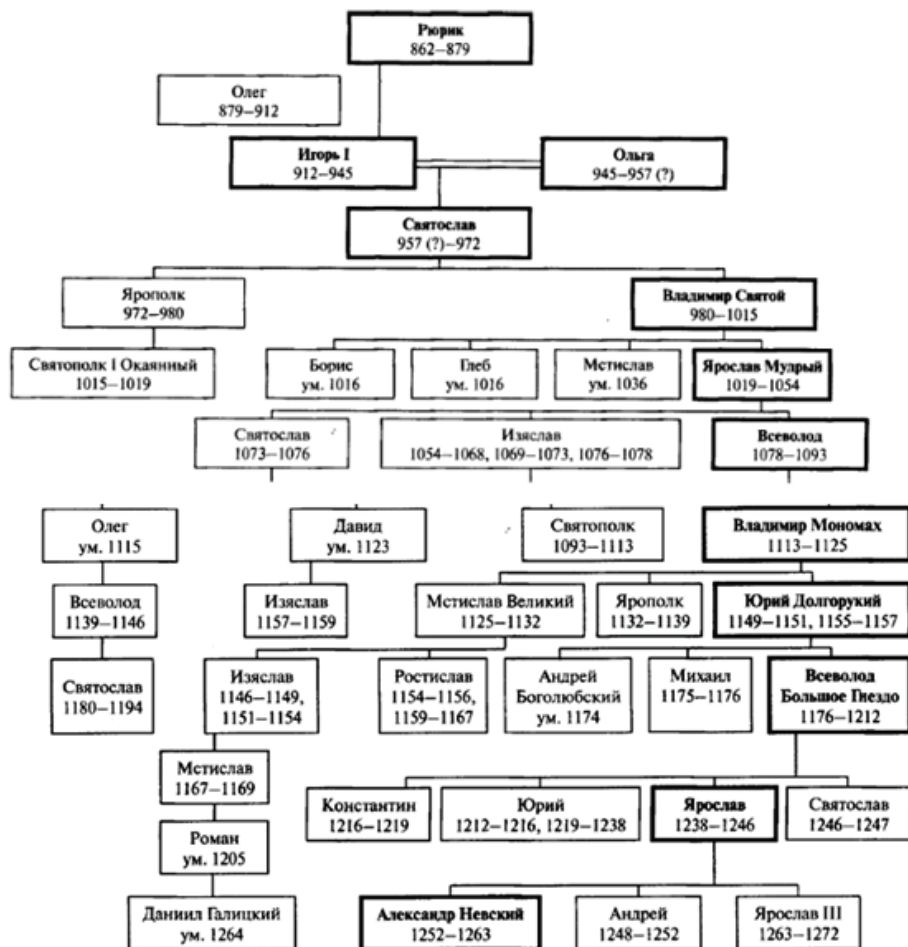 Рюрик
862–879
Олег
879–912
Игорь I
912–945
Ольга
945–957 (?)
Святослав
957 (?)–972
Ярополк
972–980
Владимир Святой
980–1015
Святополк I Окаянный
1015–1019
Борис
ум. 1016
Глеб
ум. 1016
Мстислав
ум. 1036
Ярослав Мудрый
1019–1054
Святослав
1073–1076
Изяслав
1054–1068, 1069–1073, 1076–1078
Всеволод
1078–1093
Олег
ум. 1115
Давид
ум. 1123
Святополк
1093–1113
Владимир Мономах
1113–1125
Всеволод
1139–1146
Изяслав
1157–1159
Мстислав Великий
1125–1132
Ярополк
1132–1139
Юрий Долгорукий
1149–1151, 1155–1157
Святослав
1180–1194
Изяслав
1146–1149,
1151–1154
Ростислав
1154–1156,
1159–1167
Андрей
Боголюбский
ум. 1174
Михаил
1175–1176
Всеволод
Большое Гнездо
1176–1212
Мстислав
1167–1169
Константин
1216–1219
Юрий
1212–1216, 1219–1238
Ярослав
1238–1246
Святослав
1246–1247
Роман
ум. 1205
Даниил Галицкий
ум. 1264
Александр Невский
1252–1263
Андрей
1248–1252
Ярослав III
1263–1272